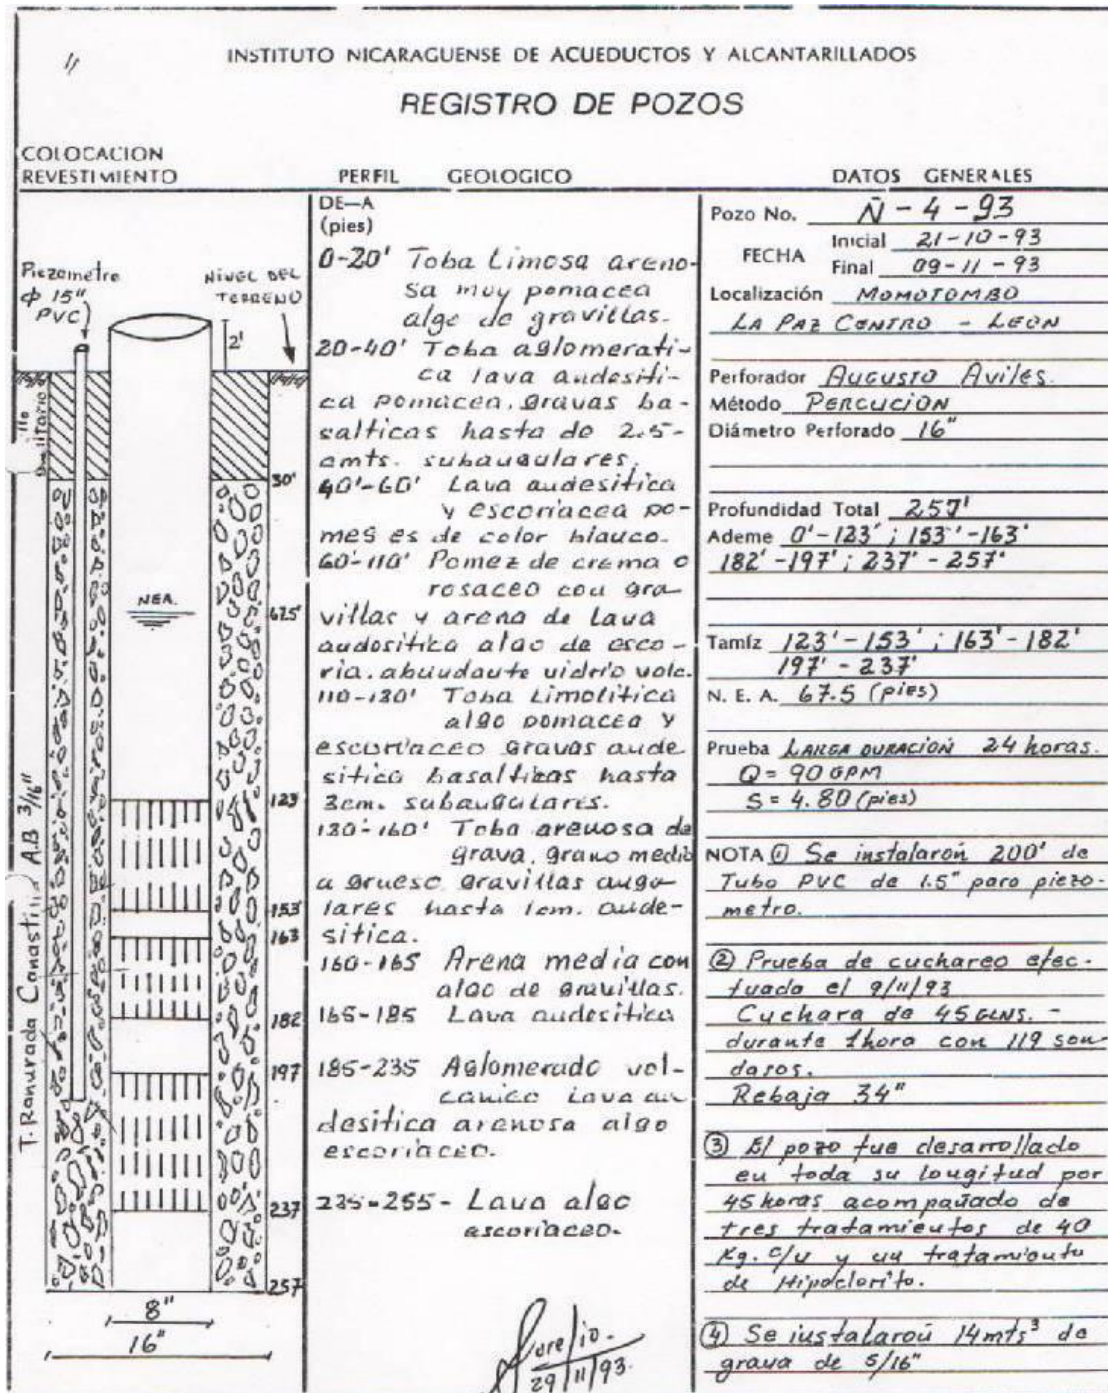 11
INSTITUTO NICARAGUENSE DE ACUEDUCTOS Y ALCANTARILLADOS
REGISTRO DE POZOS
COLOCACION
REVESTIMIENTO
Piezometro
φ 15"
PVC)
NIVEL DEL
TERRENO
2'
Sanitario
30'
NEA.
67.5'
123
153
163
182
197
237
257
T. Ranurada Canastilla A.B 3/16"
8"
16"
PERFIL GEOLOGICO
DE—A
(pies)
0-20' Toba Limosa areno-
sa muy pomacea
algo de gravillas.
20-40' Toba aglomerati-
ca lava andesiti-
ca pomacea, gravas ba-
salticas hasta de 2.5-
cmts. subangulares.
40'-60' Lava andesitica
y escoriacea po-
mes es de color blanco.
60-110' Pomez de crema o
rosaceo con gra-
villas y arena de Lava
andesitica algo de esco-
ria. abundante vidrio volc.
110-130' Toba Limolitica
algo pomacea y
escoriaceo Gravas ande
sitica basalticas hasta
3cm. subangulares.
130-160' Toba arenosa de
grava, grano medio
a grueso gravillas angu-
lares hasta 1cm. ande-
sitica.
160-165 Arena media con
algo de gravillas.
165-185 Lava andesitica
185-235 Aglomerado vol-
canico Lava an
desitica arenosa algo
escoriaceo.
235-255- Lava algo
escoriaceo.
29/11/93.
DATOS GENERALES
Pozo No. Ñ - 4 - 93
FECHA Inicial 21-10-93
Final 09-11-93
Localización MOMOTOMBO
LA PAZ CENTRO - LEON
Perforador AUGUSTO AVILES.
Método PERCUCION
Diámetro Perforado 16"
Profundidad Total 257'
Ademe 0'-123' ; 153'-163'
182'-197' ; 237'-257'
Tamíz 123'-153' ; 163'-182'
197'-237'
N. E. A. 67.5 (pies)
Prueba LARGA DURACION 24 horas.
Q = 90 GPM
S = 4.80 (pies)
NOTA ① Se instalaron 200' de
Tubo PVC de 1.5" para piezo-
metro.
② Prueba de cuchareo efec-
tuado el 9/11/93
Cuchara de 45 GLNS. -
durante 1hora con 119 son-
dasos.
Rebaja 34"
③ El pozo fue desarrollado
en toda su longitud por
45 horas acompañado de
tres tratamientos de 40
Kg. c/u y un tratamiento
de Hipoclorito.
④ Se instalaron 14mts³ de
grava de 5/16"